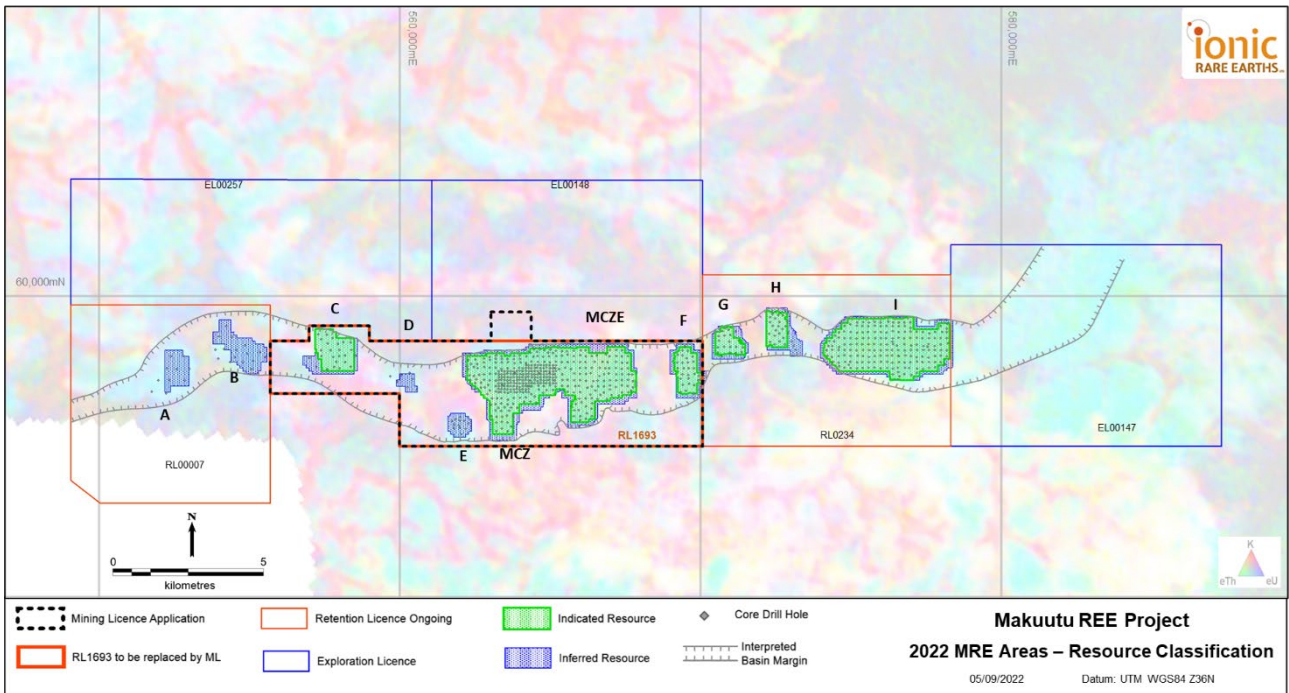 560,000mE
580,000mE
ionic
RARE EARTHS
EL00257
EL00148
60,000mN
C
D
MCZE
F
G
H
I
B
A
E
MCZ
RL1693
RL0234
EL00147
RL00007
N
0
5
kilometres
K
eTh
eU
Mining Licence Application
Retention Licence Ongoing
Indicated Resource
Core Drill Hole
RL1693 to be replaced by ML
Exploration Licence
Inferred Resource
Interpreted
Basin Margin
Makuutu REE Project
2022 MRE Areas – Resource Classification
05/09/2022
Datum: UTM WGS84 Z36N